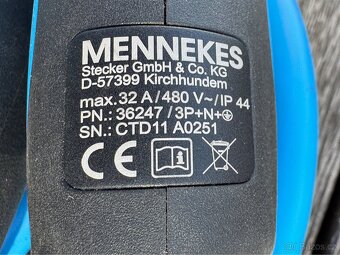 MENNEKES
Stecker GmbH & Co. KG
D-57399 Kirchhundem
max. 32 A / 480 V~ / IP 44
PN.: 36247 / 3P+N+⏚
SN.: CTD11 A0251
CE